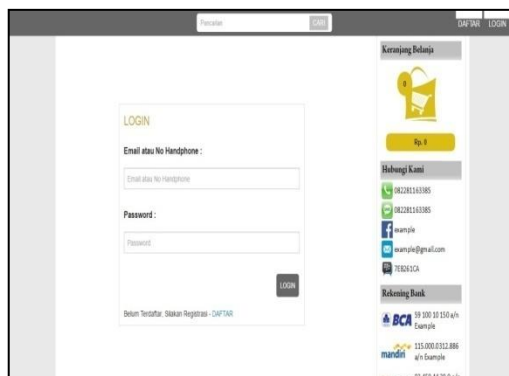 Pencarian
CARI
DAFTAR LOGIN
LOGIN
Email atau No Handphone :
Email atau No Handphone
Password :
Password
LOGIN
Belum Terdaftar, Silakan Registrasi - DAFTAR
Keranjang Belanja
0
Rp. 0
Hubungi Kami
082281163385
082281163385
example
example@gmail.com
7E8261CA
Rekening Bank
BCA
59 100 10 150 a/n
Example
mandiri
115.000.0312.886
a/n Example